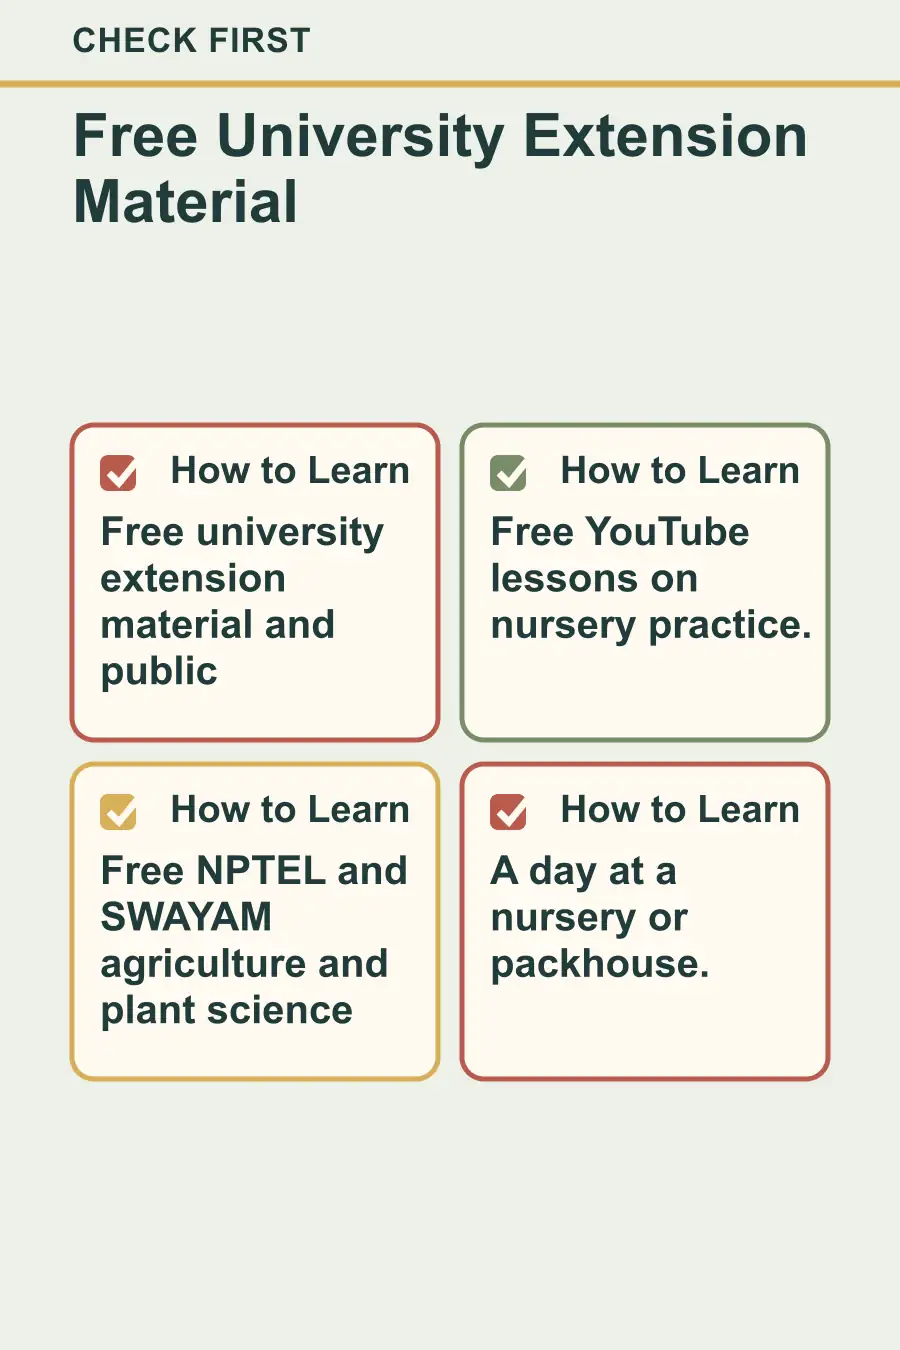 CHECK FIRST
Free University Extension
Material
How to Learn
Free university
extension
material and
public
How to Learn
Free YouTube
lessons on
nursery practice.
How to Learn
Free NPTEL and
SWAYAM
agriculture and
plant science
How to Learn
A day at a
nursery or
packhouse.